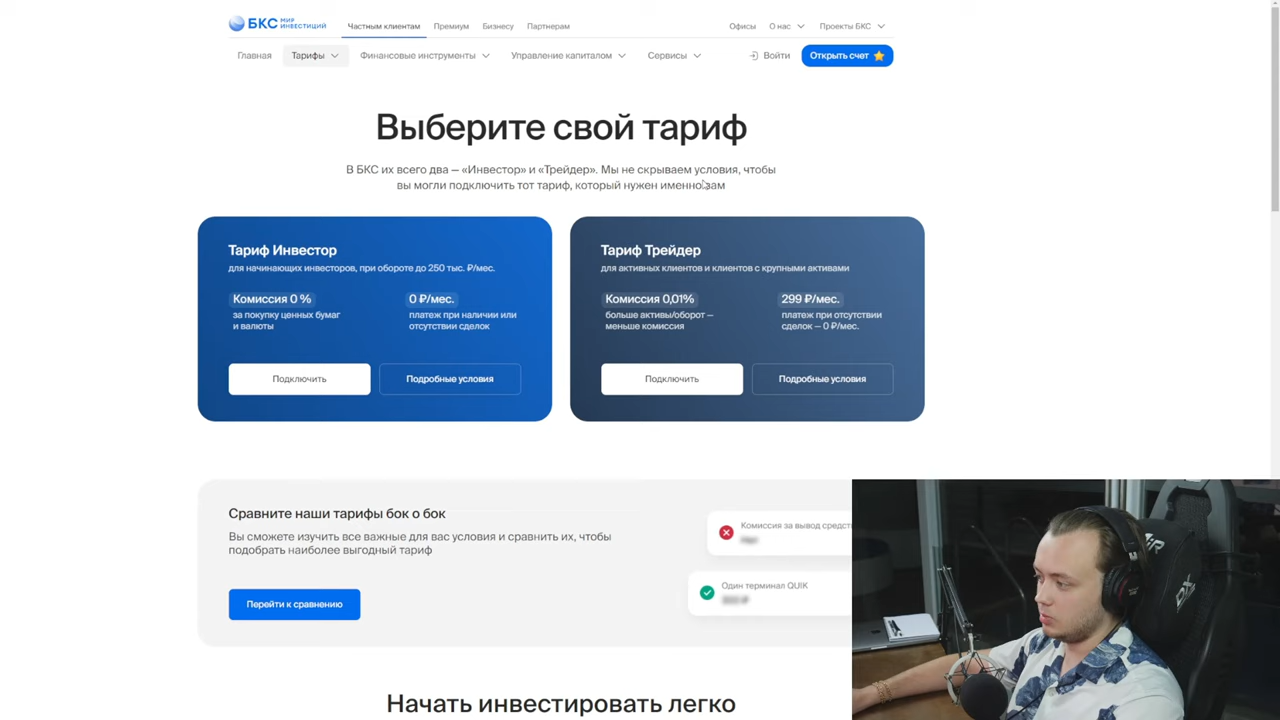 БКС МИР ИНВЕСТИЦИЙ
Частным клиентам Премиум Бизнесу Партнерам Офисы О нас Проекты БКС
Главная Тарифы Финансовые инструменты Управление капиталом Сервисы Войти Открыть счет
Выберите свой тариф
В БКС их всего два — «Инвестор» и «Трейдер». Мы не скрываем условия, чтобы
вы могли подключить тот тариф, который нужен именно вам
Тариф Инвестор
для начинающих инвесторов, при обороте до 250 тыс. ₽/мес.
Комиссия 0 % 0 ₽/мес.
за покупку ценных бумаг платеж при наличии или
и валюты отсутствии сделок
Подключить Подробные условия
Тариф Трейдер
для активных клиентов и клиентов с крупными активами
Комиссия 0,01% 299 ₽/мес.
больше активы/оборот — платеж при отсутствии
меньше комиссия сделок — 0 ₽/мес.
Подключить Подробные условия
Сравните наши тарифы бок о бок
Вы сможете изучить все важные для вас условия и сравнить их, чтобы
подобрать наиболее выгодный тариф
Перейти к сравнению
Комиссия за вывод средст
Один терминал QUIK
Начать инвестировать легко